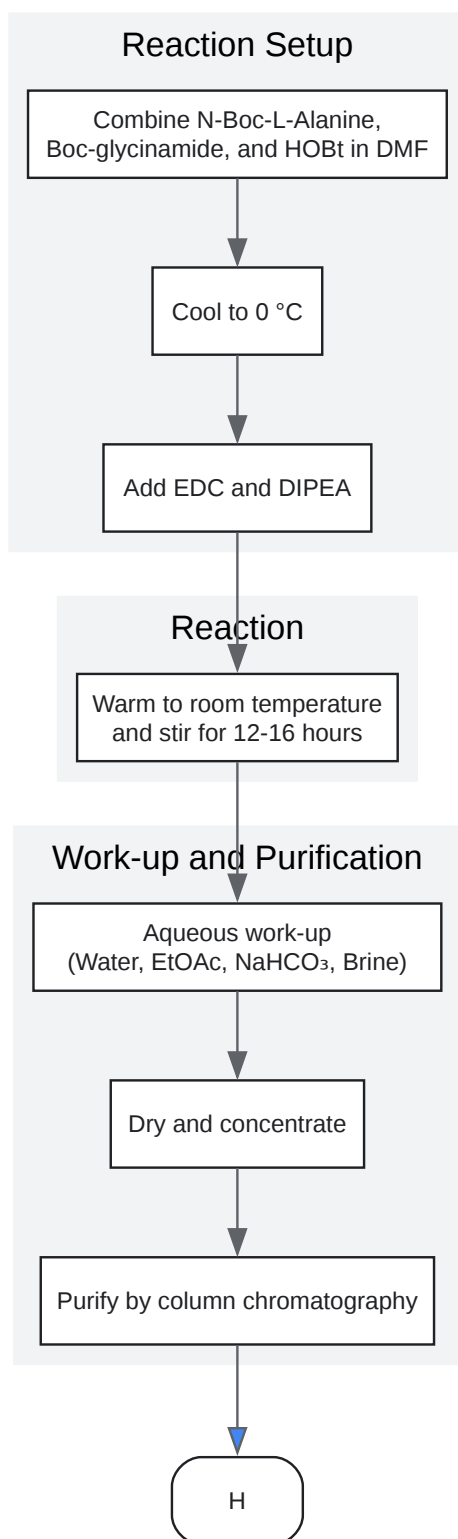 Reaction Setup
Combine N-Boc-L-Alanine,
Boc-glycinamide, and HOBt in DMF
Cool to 0 °C
Add EDC and DIPEA
Reaction
Warm to room temperature
and stir for 12-16 hours
Work-up and Purification
Aqueous work-up
(Water, EtOAc, NaHCO₃, Brine)
Dry and concentrate
Purify by column chromatography
H